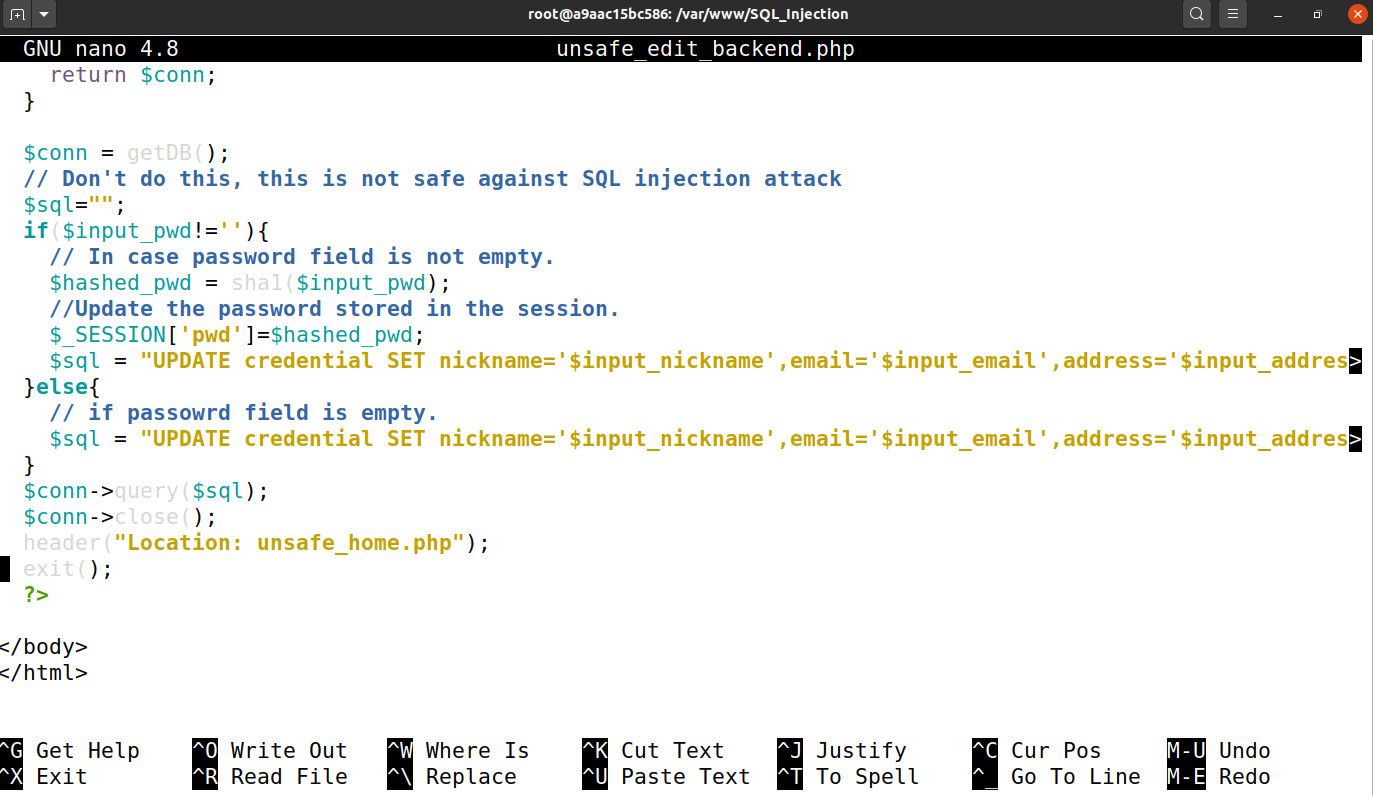 root@a9aac15bc586: /var/www/SQL_Injection
GNU nano 4.8 unsafe_edit_backend.php
return $conn;
}
$conn = getDB();
// Don't do this, this is not safe against SQL injection attack
$sql="";
if($input_pwd!=''){
// In case password field is not empty.
$hashed_pwd = sha1($input_pwd);
//Update the password stored in the session.
$_SESSION['pwd']=$hashed_pwd;
$sql = "UPDATE credential SET nickname='$input_nickname',email='$input_email',address='$input_addres>
}else{
// if passowrd field is empty.
$sql = "UPDATE credential SET nickname='$input_nickname',email='$input_email',address='$input_addres>
}
$conn->query($sql);
$conn->close();
header("Location: unsafe_home.php");
exit();
?>
</body>
</html>
^G Get Help ^O Write Out ^W Where Is ^K Cut Text ^J Justify ^C Cur Pos M-U Undo
^X Exit ^R Read File ^\ Replace ^U Paste Text ^T To Spell ^_ Go To Line M-E Redo